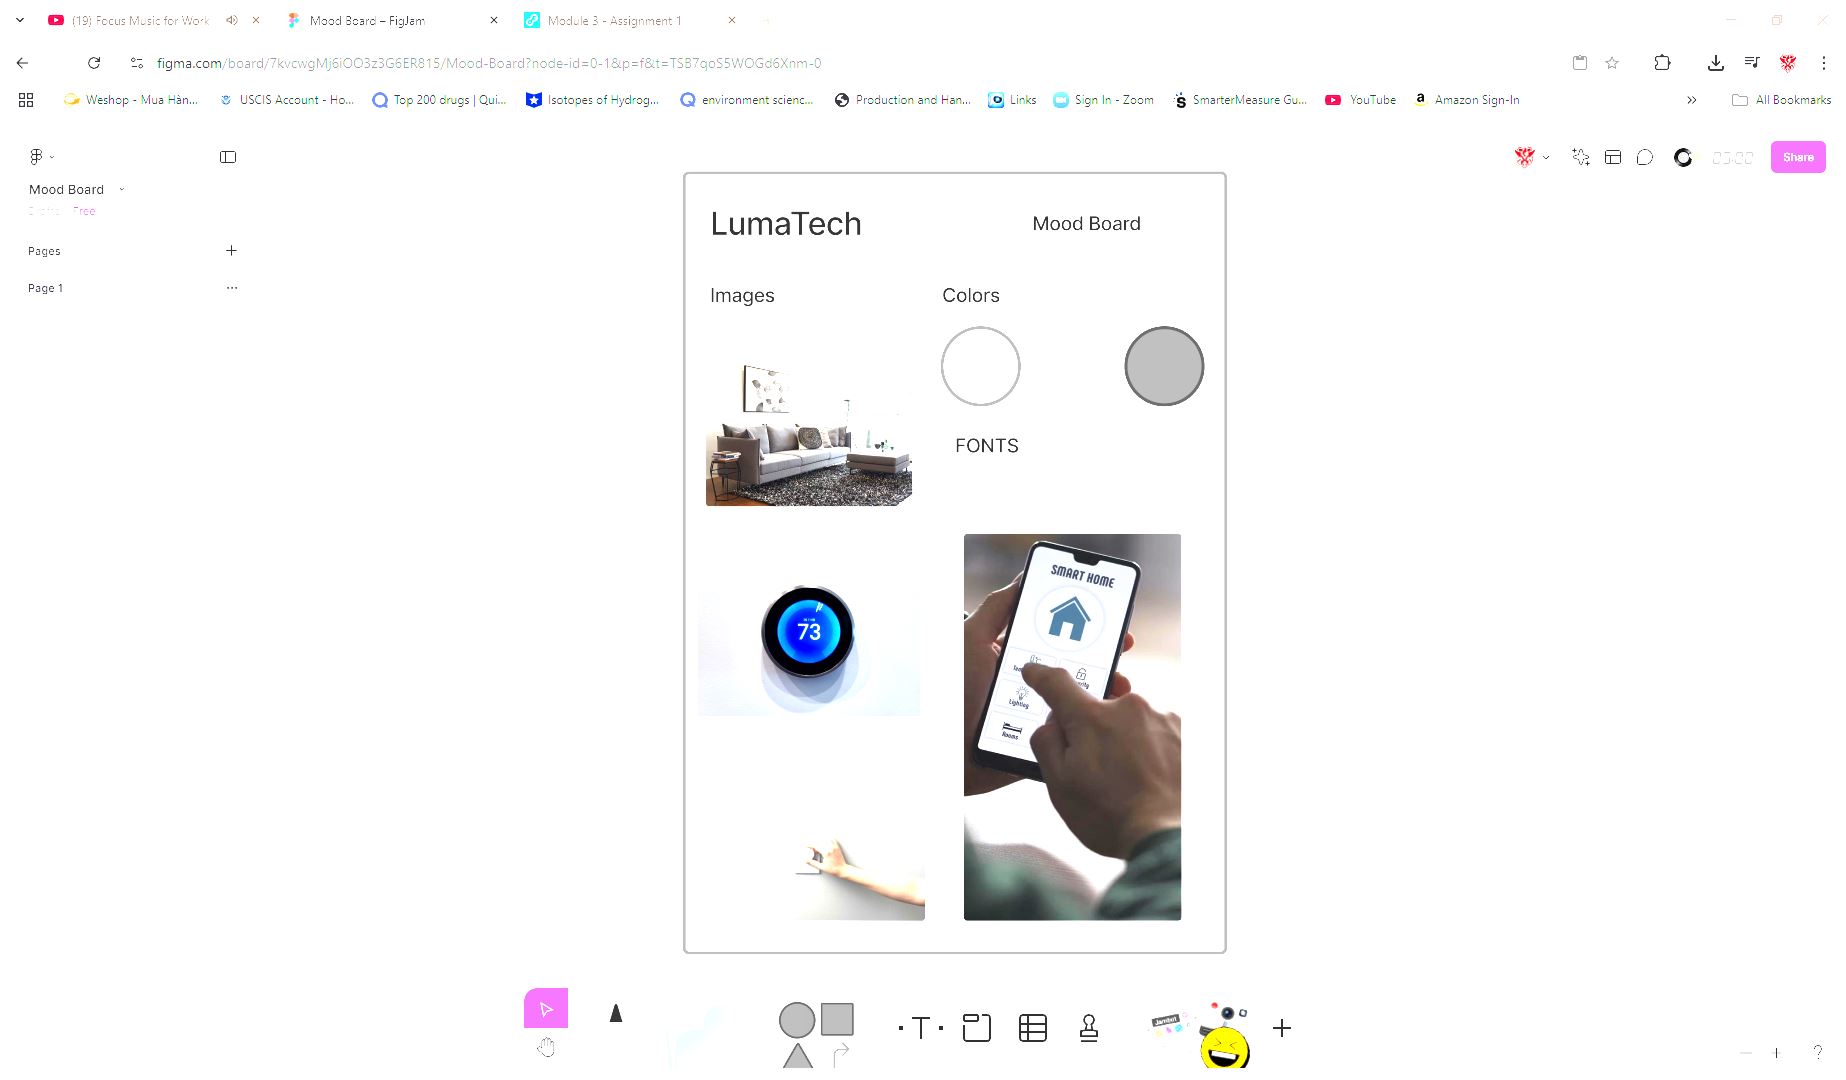 (19) Focus Music for Work
Mood Board – FigJam
Module 3 - Assignment 1
figma.com/board/7kvcwgMj6iOO3z3G6ER815/Mood-Board?node-id=0-1&p=f&t=TSB7qoS5WOGd6Xnm-0
Weshop - Mua Hàn...
USCIS Account - Ho...
Top 200 drugs | Qui...
Isotopes of Hydrog...
environment scienc...
Production and Han...
Links
Sign In - Zoom
SmarterMeasure Gu...
YouTube
Amazon Sign-In
All Bookmarks
Share
Mood Board
Drafts Free
Pages
Page 1
LumaTech
Mood Board
Images
Colors
FONTS
SMART HOME
73
Lighting
Rooms
Jambot